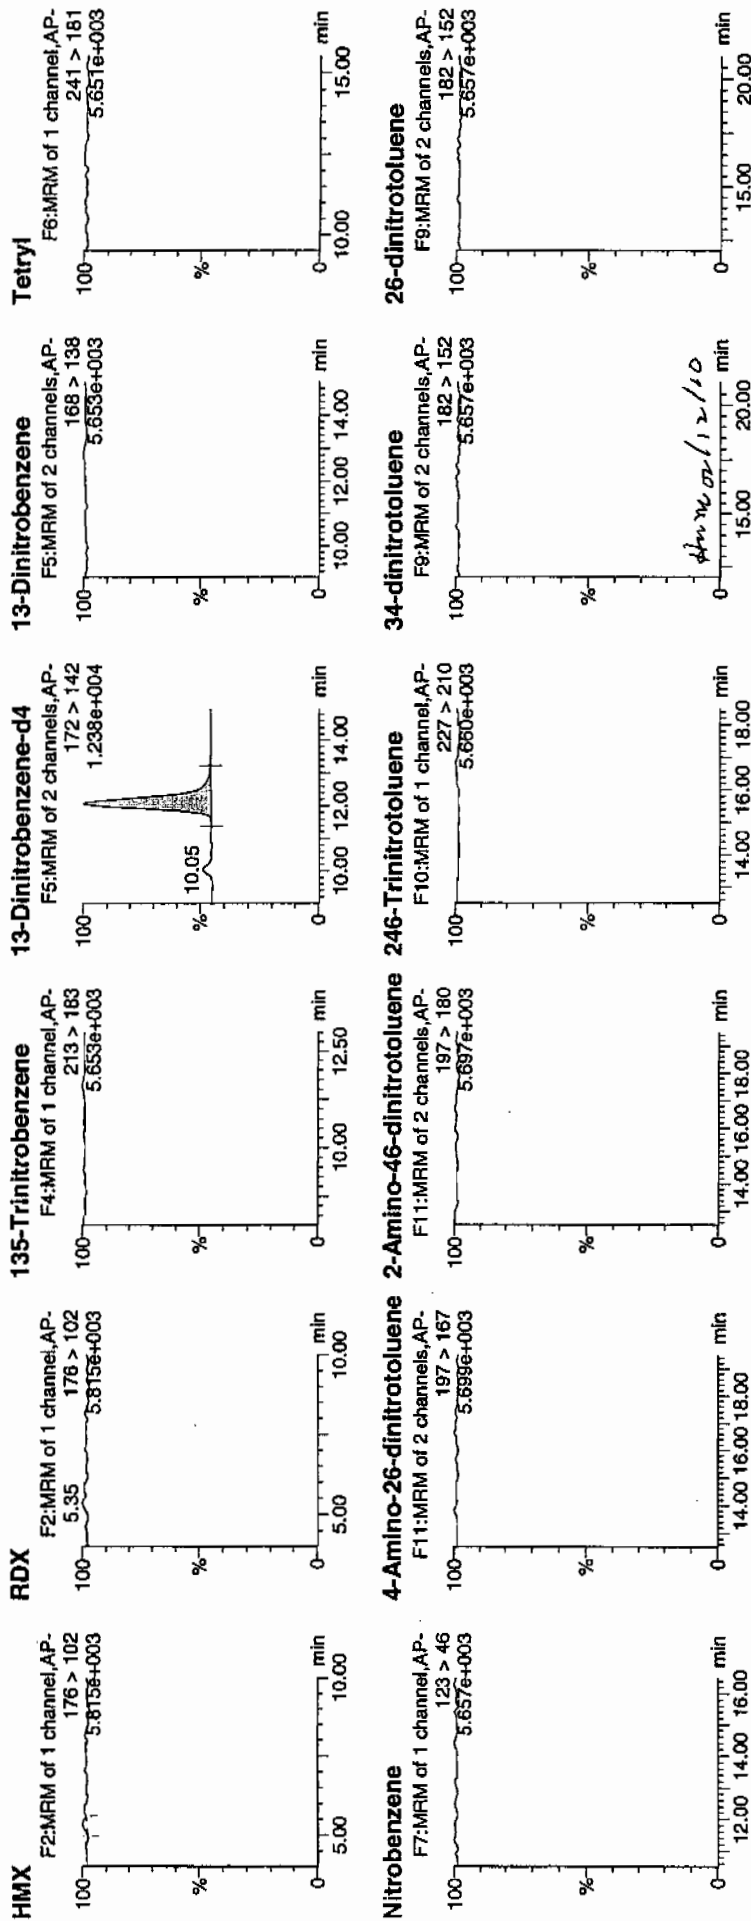 HMX
F2:MRM of 1 channel,AP-
176 > 102
5.815e+003
100
%
0
5.00
10.00
min
RDX
F2:MRM of 1 channel,AP-
5.35
176 > 102
5.815e+003
100
%
0
5.00
10.00
min
135-Trinitrobenzene
F4:MRM of 1 channel,AP-
213 > 183
5.653e+003
100
%
0
10.00
12.50
min
13-Dinitrobenzene-d4
F5:MRM of 2 channels,AP-
172 > 142
1.238e+004
100
10.05
%
0
10.00
12.00
14.00
min
13-Dinitrobenzene
F5:MRM of 2 channels,AP-
168 > 138
5.653e+003
100
%
0
10.00
12.00
14.00
min
Tetryl
F6:MRM of 1 channel,AP-
241 > 181
5.651e+003
100
%
0
10.00
15.00
min
Nitrobenzene
F7:MRM of 1 channel,AP-
123 > 46
5.657e+003
100
%
0
12.00
14.00
16.00
min
4-Amino-26-dinitrotoluene
F11:MRM of 2 channels,AP-
197 > 167
5.699e+003
100
%
0
14.00
16.00
18.00
min
2-Amino-46-dinitrotoluene
F11:MRM of 2 channels,AP-
197 > 180
5.697e+003
100
%
0
14.00
16.00
18.00
min
246-Trinitrotoluene
F10:MRM of 1 channel,AP-
227 > 210
5.660e+003
100
%
0
14.00
16.00
18.00
min
34-dinitrotoluene
F9:MRM of 2 channels,AP-
182 > 152
5.657e+003
100
%
0
15.00
20.00
min
02/12/10
26-dinitrotoluene
F9:MRM of 2 channels,AP-
182 > 152
5.657e+003
100
%
0
15.00
20.00
min